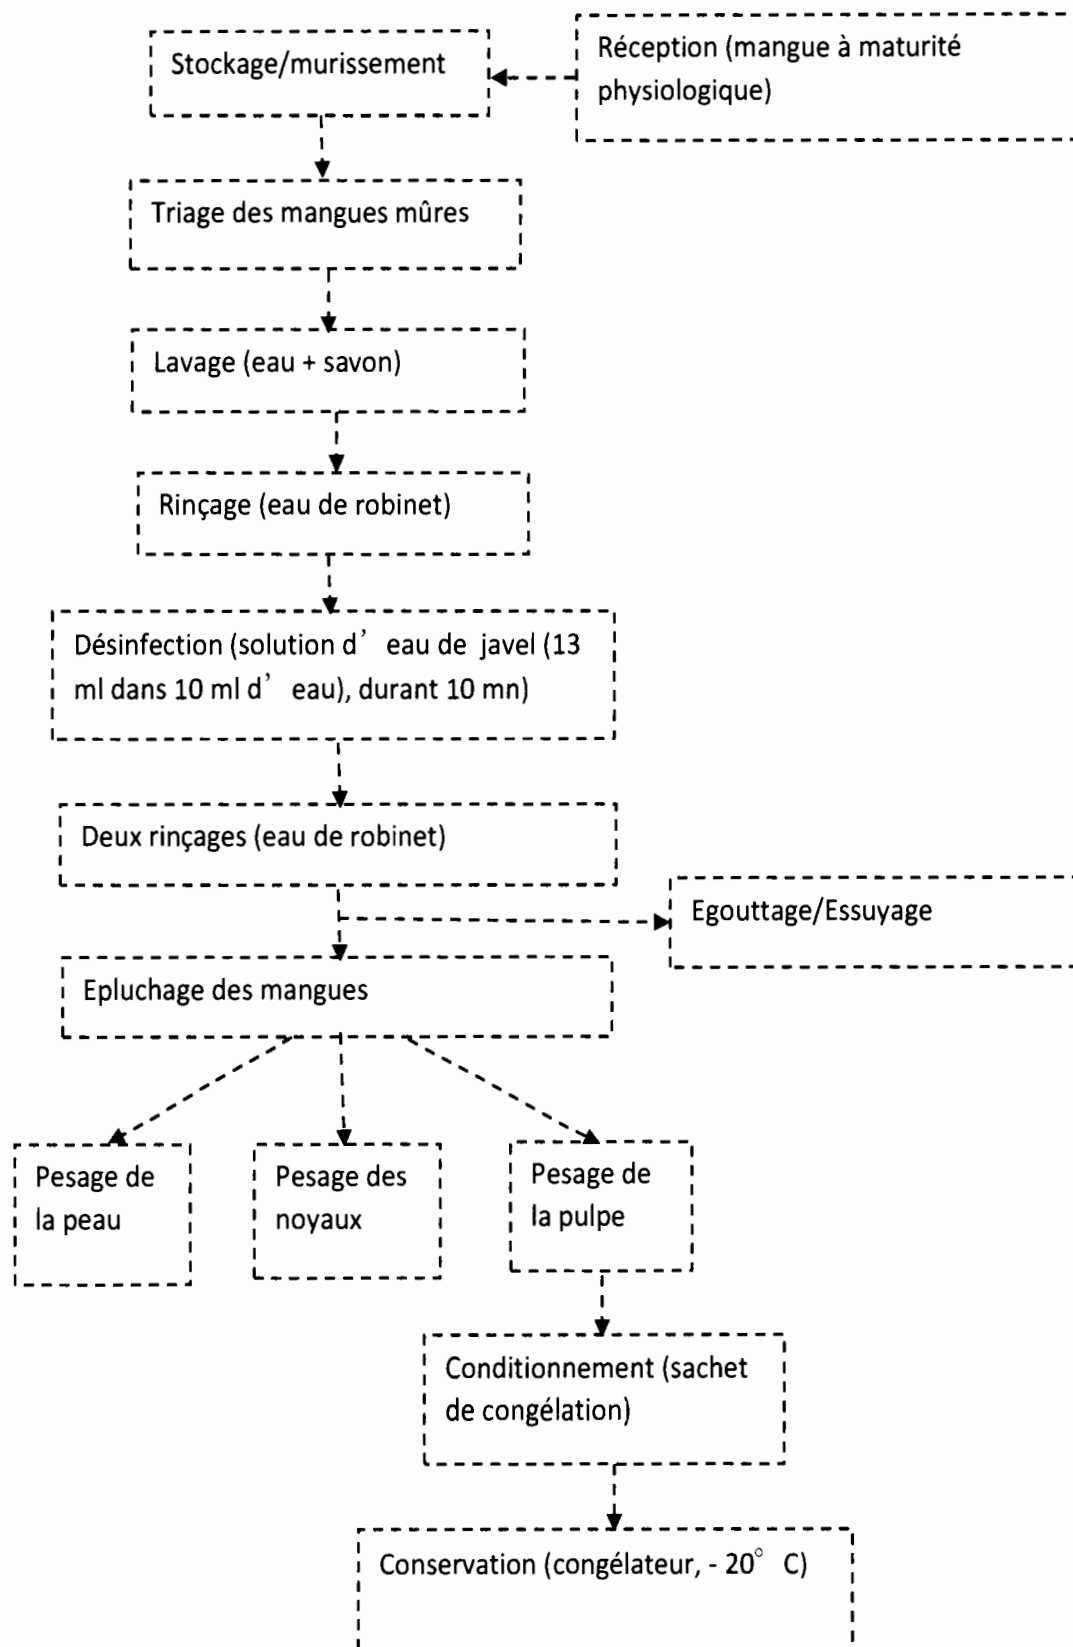 Réception (mangue à maturité
physiologique)
Stockage/murissement
Triage des mangues mûres
Lavage (eau + savon)
Rinçage (eau de robinet)
Désinfection (solution d’ eau de javel (13
ml dans 10 ml d’ eau), durant 10 mn)
Deux rinçages (eau de robinet)
Egouttage/Essuyage
Epluchage des mangues
Pesage de
la peau
Pesage des
noyaux
Pesage de
la pulpe
Conditionnement (sachet
de congélation)
Conservation (congélateur, - 20° C)